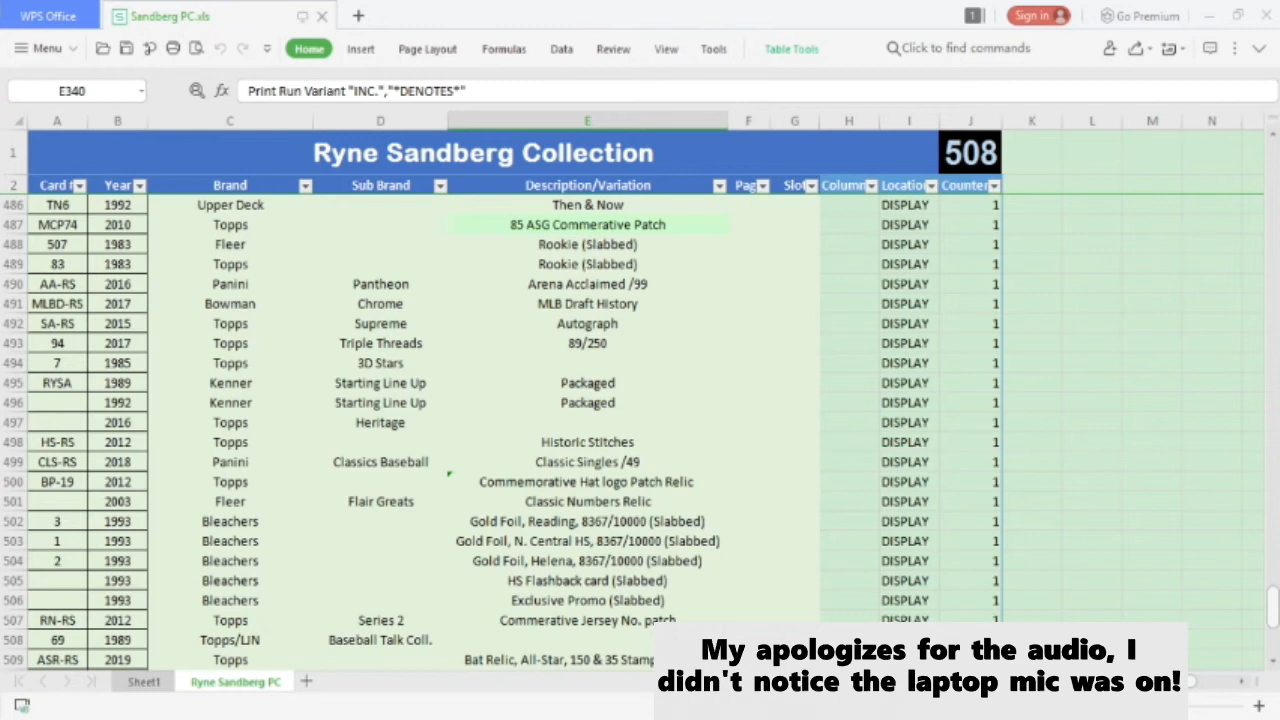 WPS Office
Sandberg PC.xls
1
Sign in
Go Premium
Menu
Home
Insert
Page Layout
Formulas
Data
Review
View
Tools
Table Tools
Click to find commands
E340
fx
Print Run Variant "INC.","*DENOTES*"
A B C D E F G H I J K L M N
1 Ryne Sandberg Collection 508
2 Year Brand Sub Brand Description/Variation
486 TN6 1992 Upper Deck Then & Now DISPLAY 1
487 MCP74 2010 Topps 85 ASG Commerative Patch DISPLAY 1
488 507 1983 Fleer Rookie (Slabbed) DISPLAY 1
489 83 1983 Topps Rookie (Slabbed) DISPLAY 1
490 AA-RS 2016 Panini Pantheon Arena Acclaimed /99 DISPLAY 1
491 MLBD-RS 2017 Bowman Chrome MLB Draft History DISPLAY 1
492 SA-RS 2015 Topps Supreme Autograph DISPLAY 1
493 94 2017 Topps Triple Threads 89/250 DISPLAY 1
494 7 1985 Topps 3D Stars DISPLAY 1
495 RYSA 1989 Kenner Starting Line Up Packaged DISPLAY 1
496 1992 Kenner Starting Line Up Packaged DISPLAY 1
497 2016 Topps Heritage DISPLAY 1
498 HS-RS 2012 Topps Historic Stitches DISPLAY 1
499 CLS-RS 2018 Panini Classics Baseball Classic Singles /49 DISPLAY 1
500 BP-19 2012 Topps Commemorative Hat logo Patch Relic DISPLAY 1
501 2003 Fleer Flair Greats Classic Numbers Relic DISPLAY 1
502 3 1993 Bleachers Gold Foil, Reading, 8367/10000 (Slabbed) DISPLAY 1
503 1 1993 Bleachers Gold Foil, N. Central HS, 8367/10000 (Slabbed) DISPLAY 1
504 2 1993 Bleachers Gold Foil, Helena, 8367/10000 (Slabbed) DISPLAY 1
505 1993 Bleachers HS Flashback card (Slabbed) DISPLAY 1
506 1993 Bleachers Exclusive Promo (Slabbed) DISPLAY 1
507 RN-RS 2012 Topps Series 2 Commerative Jersey No. patch DISPLAY 1
508 69 1989 Topps/LJN Baseball Talk Coll.
509 ASR-RS 2019 Topps Bat Relic, All-Star, 150 & 35 Stamp
My apologizes for the audio, I
didn't notice the laptop mic was on!
Sheet1
Ryne Sandberg PC